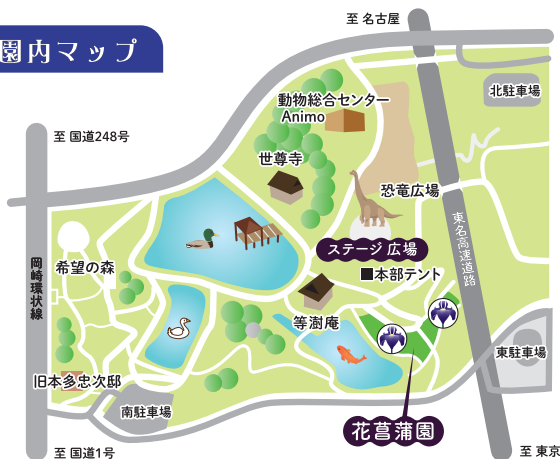 園内マップ
至 名古屋
北駐車場
動物総合センター
Animo
至 国道248号
世尊寺
恐竜広場
東名高速道路
ステージ広場
岡崎環状線
希望の森
■本部テント
等澍庵
東駐車場
旧本多忠次邸
南駐車場
花菖蒲園
至 国道1号
至 東京